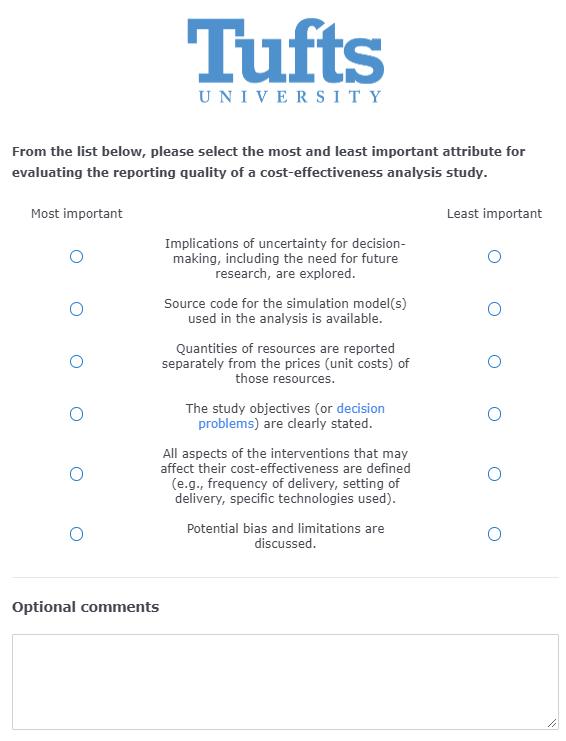 Tufts
UNIVERSITY
From the list below, please select the most and least important attribute for
evaluating the reporting quality of a cost-effectiveness analysis study.
Most important
Least important
Implications of uncertainty for decision-
making, including the need for future
research, are explored.
Source code for the simulation model(s)
used in the analysis is available.
Quantities of resources are reported
separately from the prices (unit costs) of
those resources.
The study objectives (or decision
problems) are clearly stated.
All aspects of the interventions that may
affect their cost-effectiveness are defined
(e.g., frequency of delivery, setting of
delivery, specific technologies used).
Potential bias and limitations are
discussed.
Optional comments